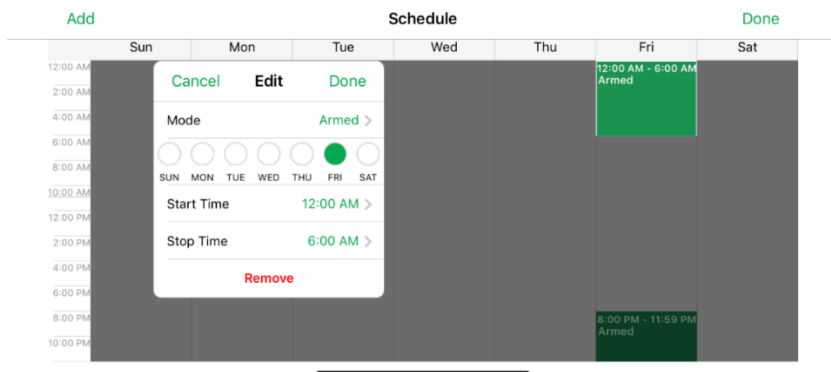 Add Schedule Done
Sun Mon Tue Wed Thu Fri Sat
12:00 AM
2:00 AM
4:00 AM
6:00 AM
8:00 AM
10:00 AM
12:00 PM
2:00 PM
4:00 PM
6:00 PM
8:00 PM
10:00 PM
Cancel Edit Done
Mode Armed >
SUN MON TUE WED THU FRI SAT
Start Time 12:00 AM >
Stop Time 6:00 AM >
Remove
12:00 AM - 6:00 AM
Armed
8:00 PM - 11:59 PM
Armed